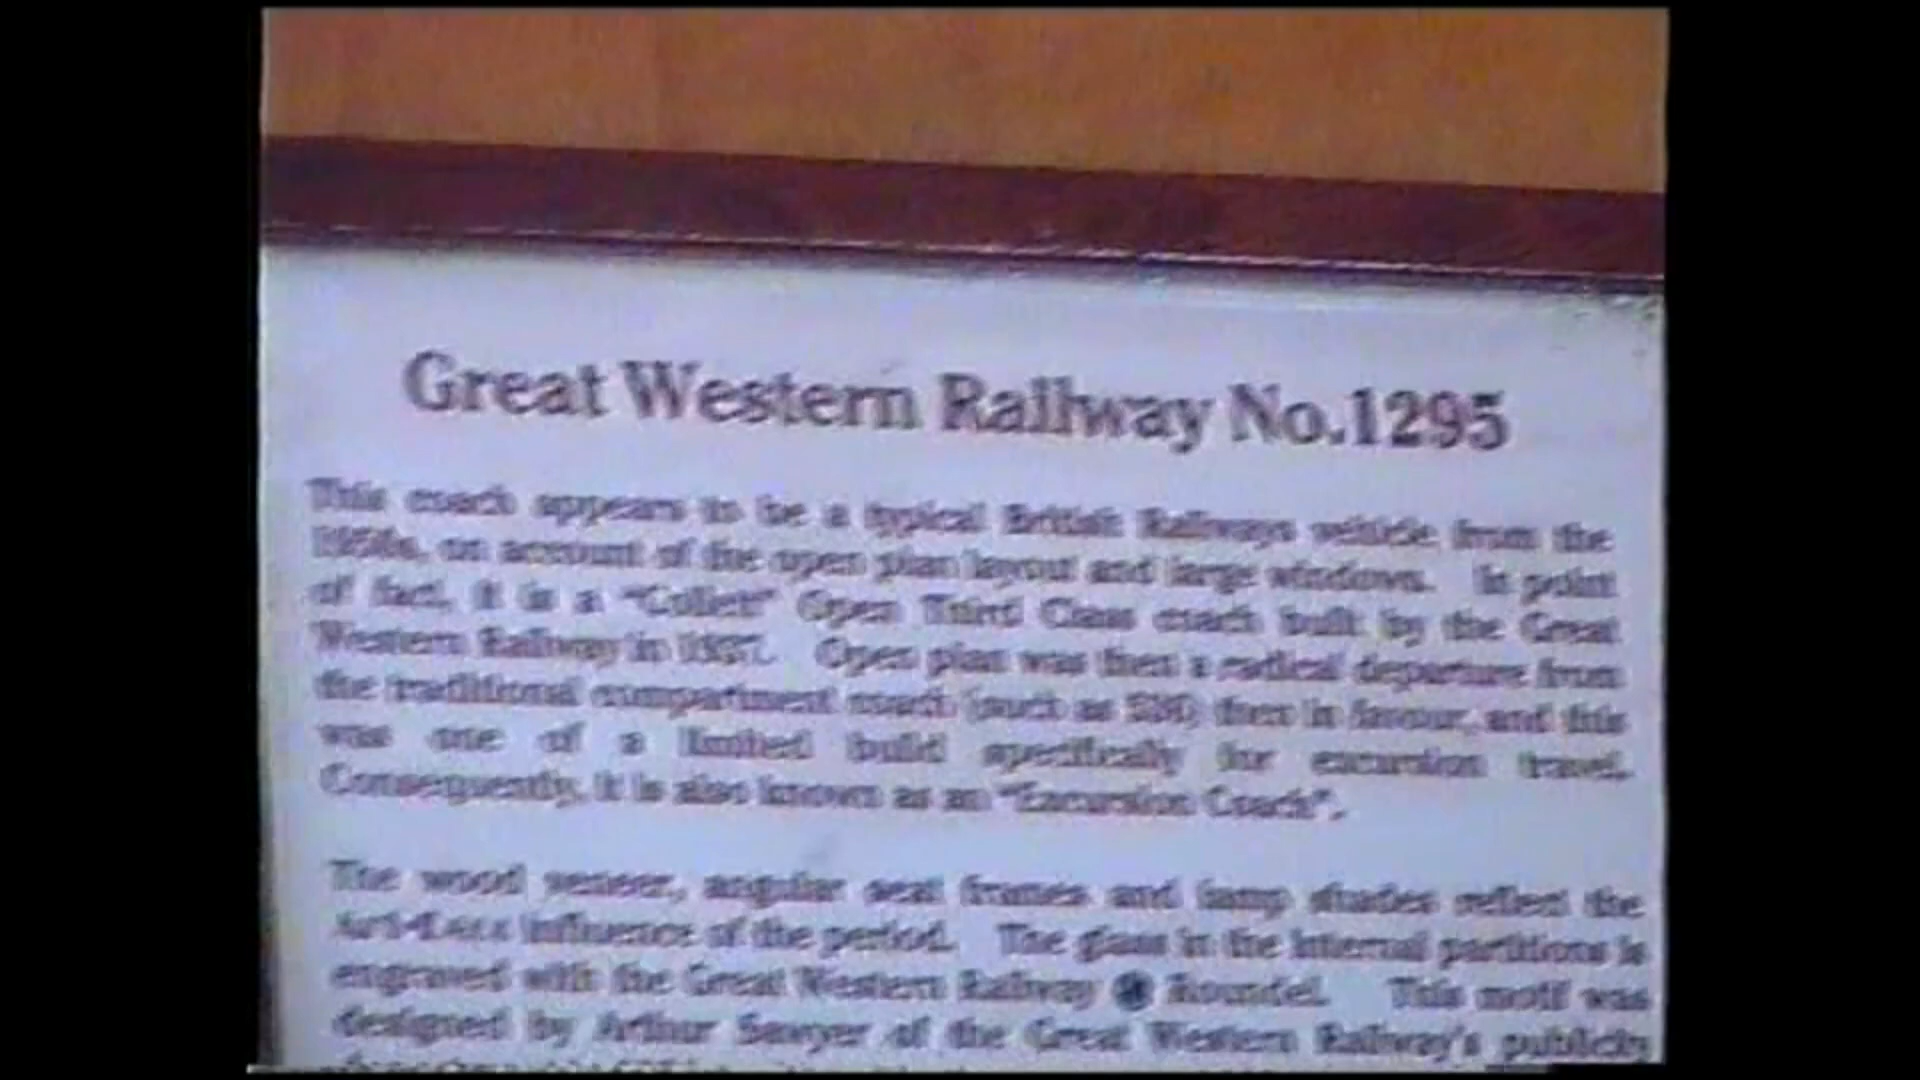 Great Western Railway No.1295
This coach appears to be a typical British Railways vehicle from the
1950s, on account of the open plan layout and large windows. In point
of fact, it is a "Collett" Open Third Class coach built by the Great
Western Railway in 1937. Open plan was then a radical departure from
the traditional compartment coach (such as 536) then in favour, and this
was one of a limited build specifically for excursion travel.
Consequently, it is also known as an "Excursion Coach".
The wood veneer, angular seat frames and lamp shades reflect the
Art-Deco influence of the period. The glass in the internal partitions is
engraved with the Great Western Railway Roundel. This motif was
designed by Arthur Sawyer of the Great Western Railway's publicity